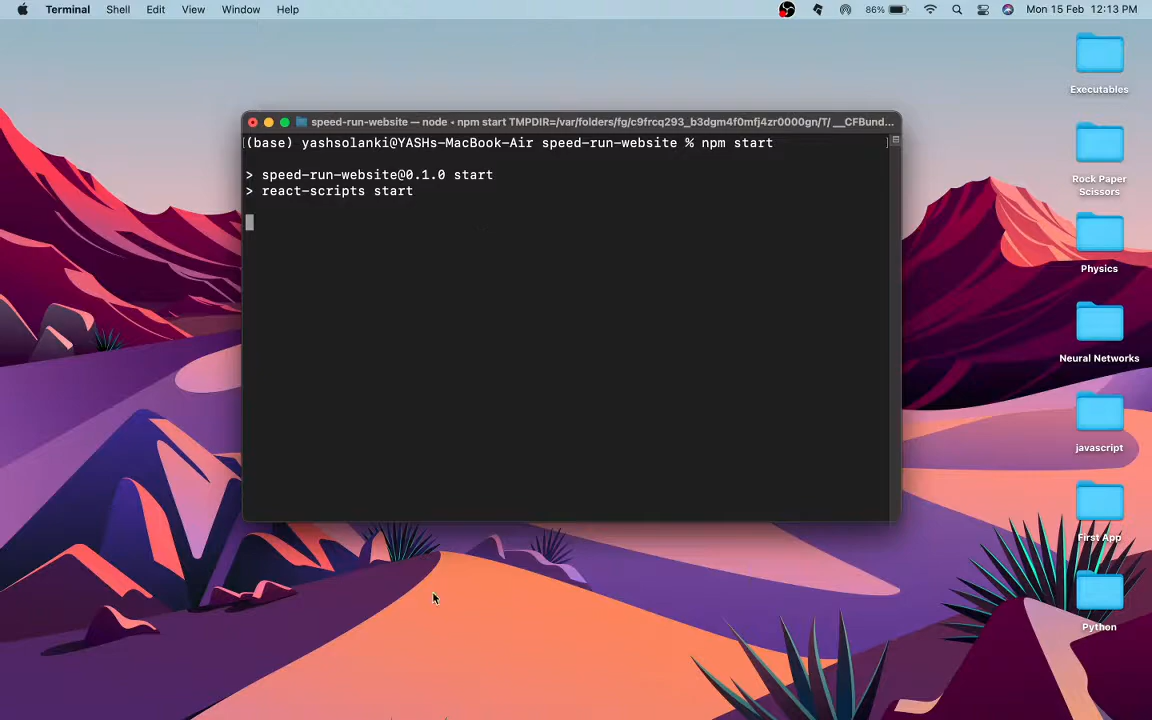 Terminal Shell Edit View Window Help 86% Mon 15 Feb 12:13 PM
speed-run-website — node ◂ npm start TMPDIR=/var/folders/fg/c9frcq293_b3dgm4f0mfj4zr0000gn/T/ __CFBund...
(base) yashsolanki@YASHs-MacBook-Air speed-run-website % npm start
> speed-run-website@0.1.0 start
> react-scripts start
Executables
Rock Paper
Scissors
Physics
Neural Networks
javascript
First App
Python